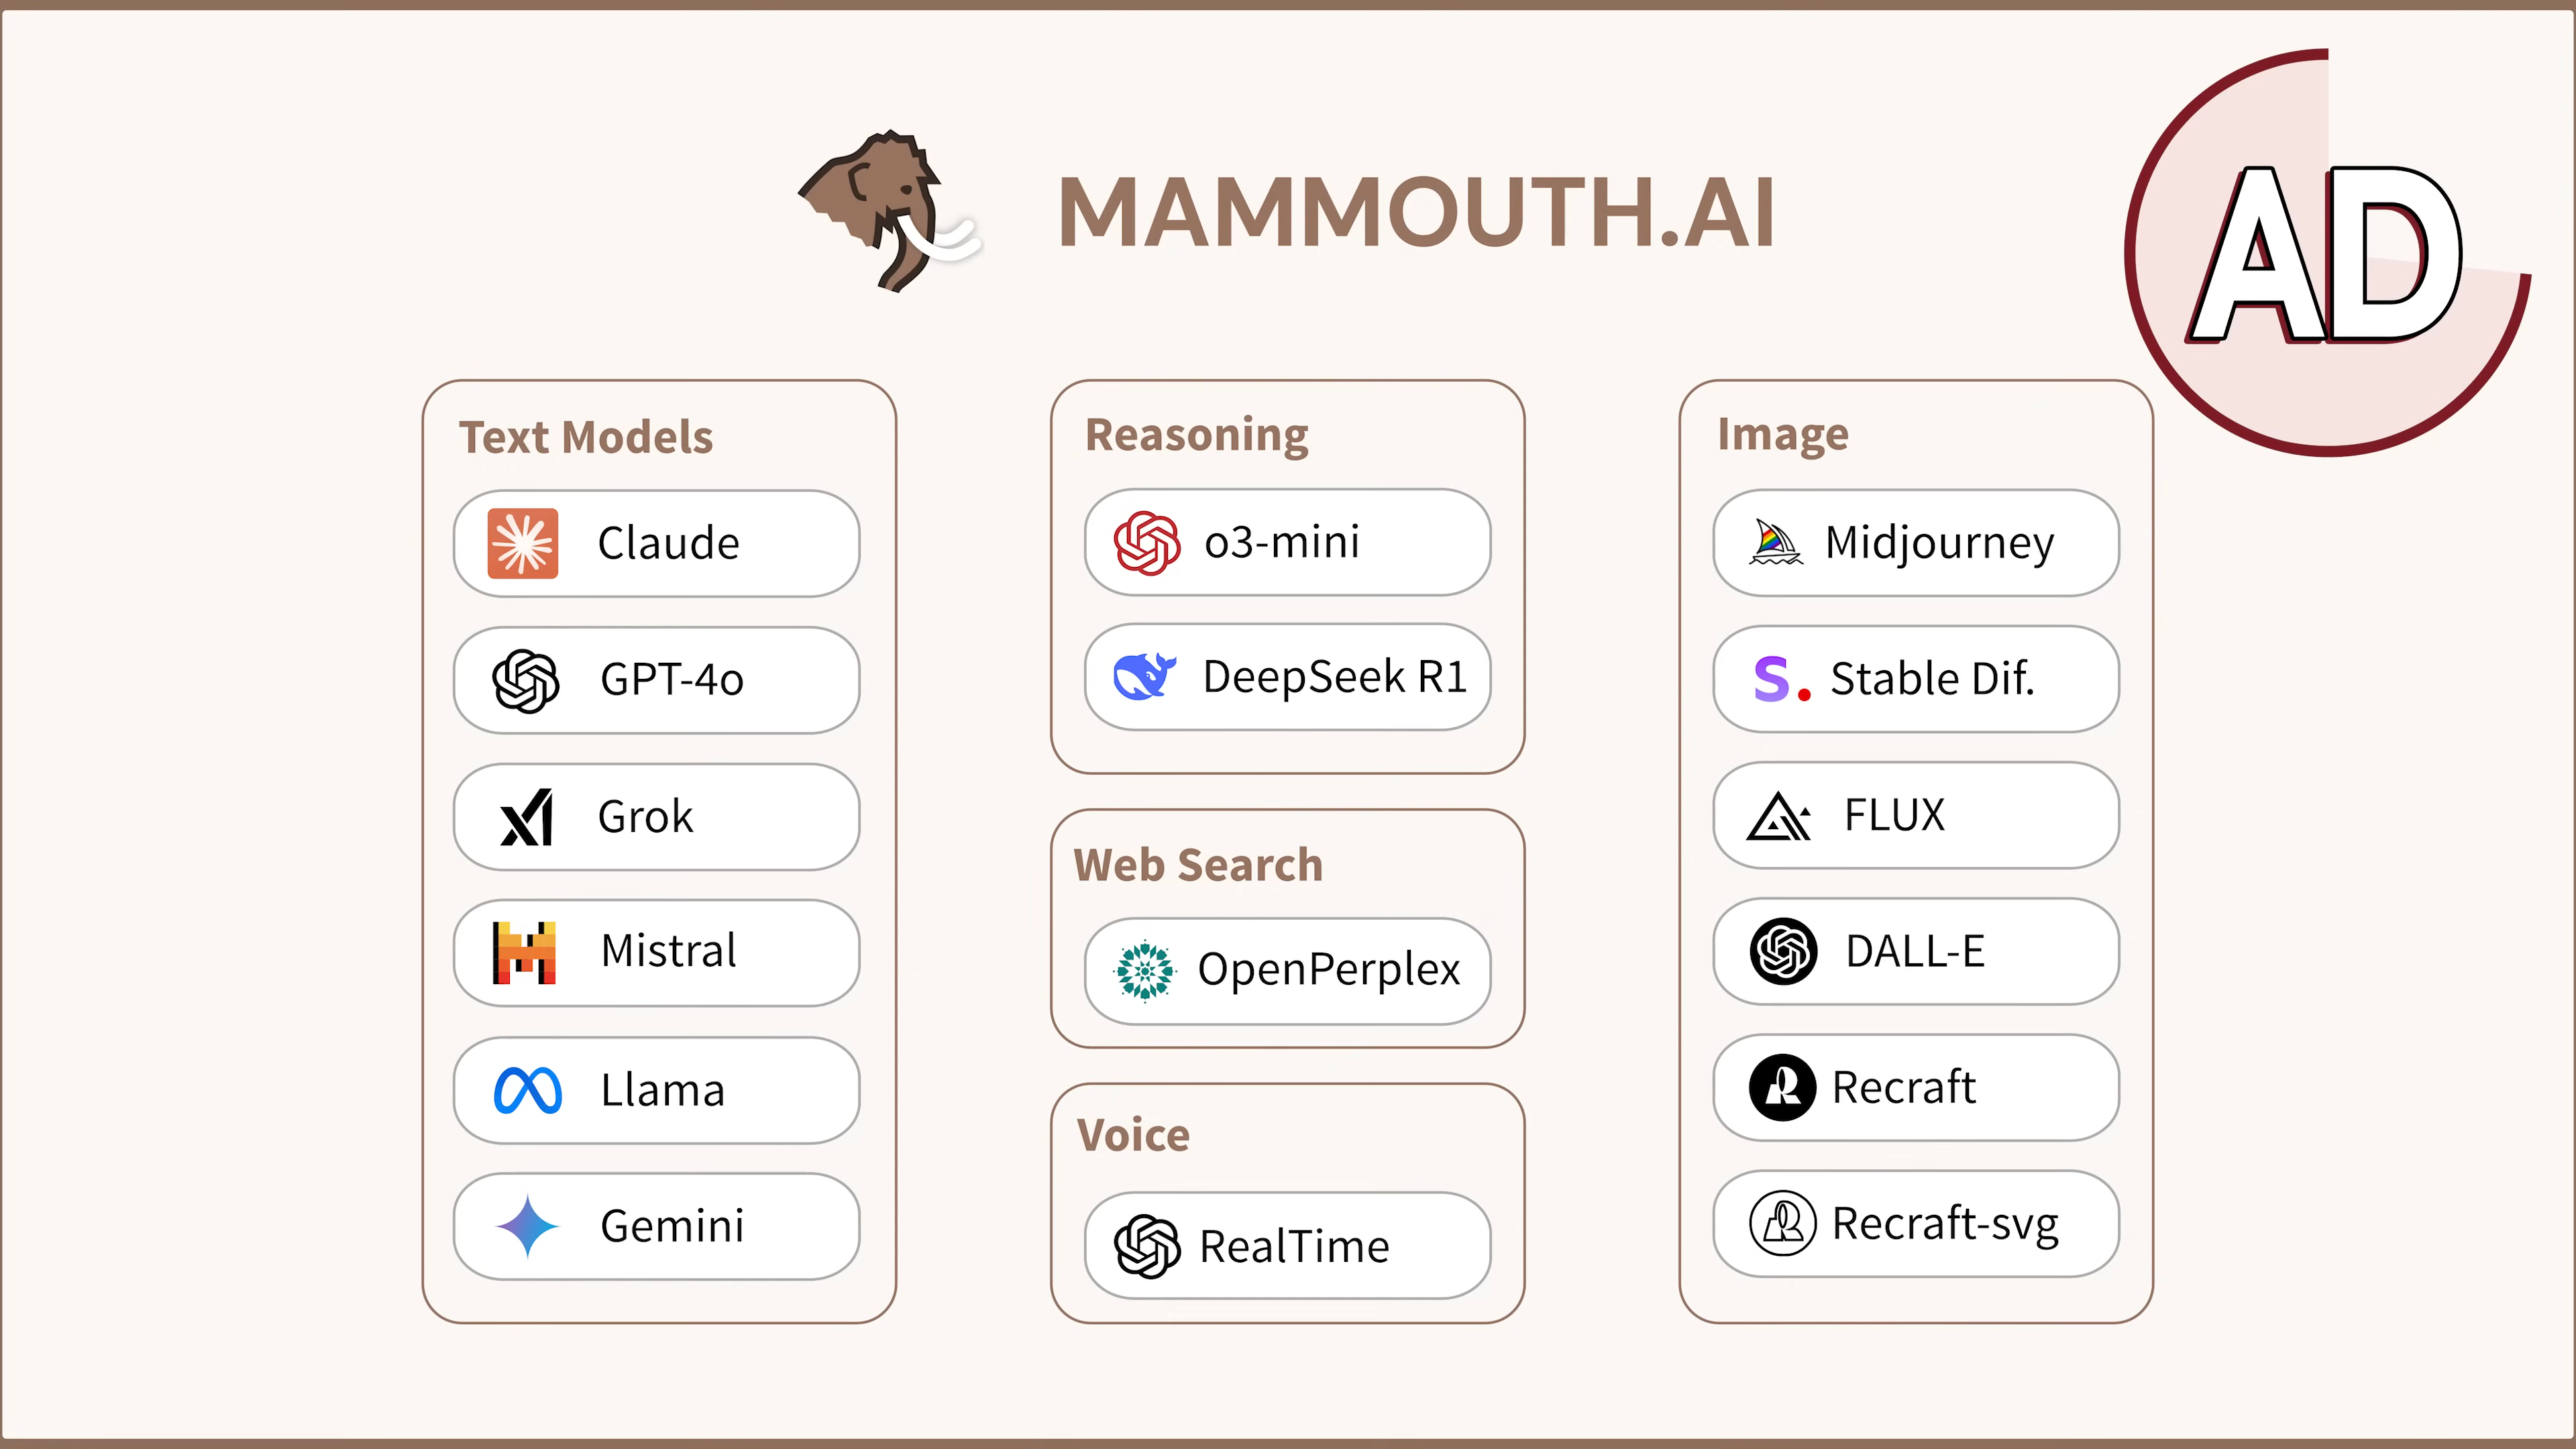 MAMMOUTH.AI
AD
Text Models
Claude
GPT-4o
Grok
Mistral
Llama
Gemini
Reasoning
o3-mini
DeepSeek R1
Web Search
OpenPerplex
Voice
RealTime
Image
Midjourney
S. Stable Dif.
FLUX
DALL-E
Recraft
Recraft-svg